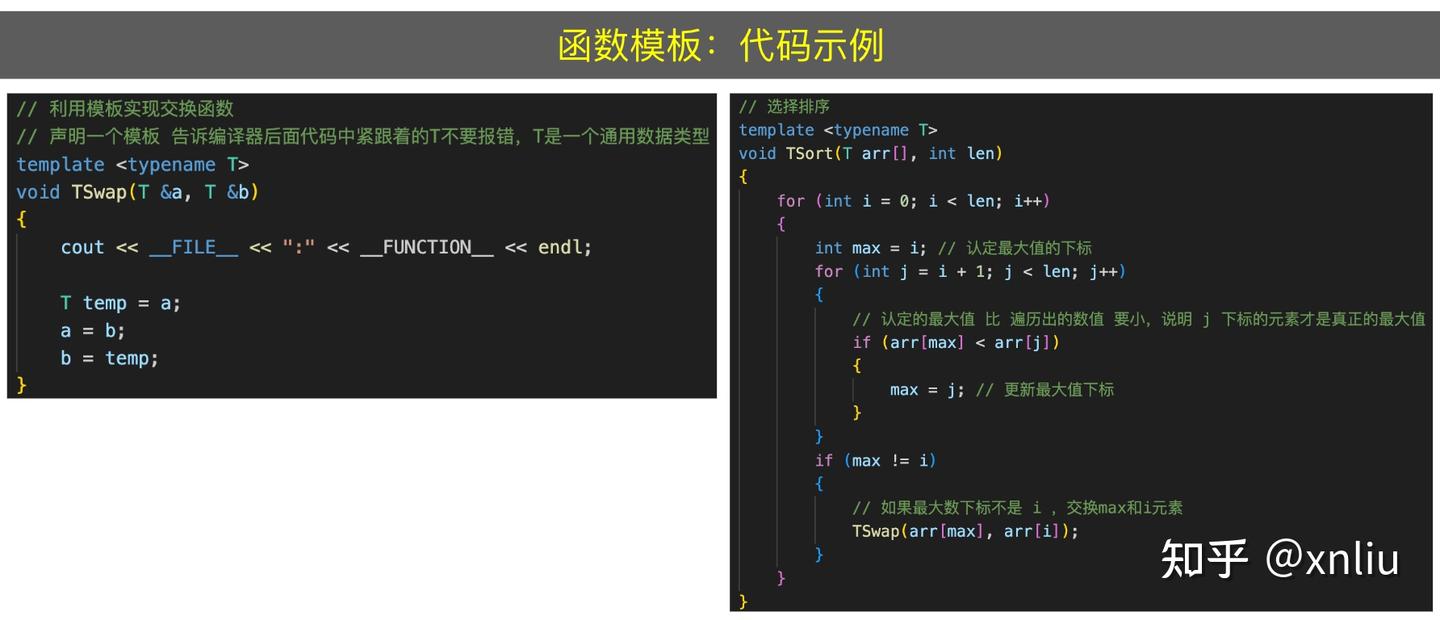 函数模板：代码示例
// 利用模板实现交换函数
// 声明一个模板 告诉编译器后面代码中紧跟着的T不要报错，T是一个通用数据类型
template <typename T>
void TSwap(T &a, T &b)
{
    cout << __FILE__ << ":" << __FUNCTION__ << endl;
    T temp = a;
    a = b;
    b = temp;
}
// 选择排序
template <typename T>
void TSort(T arr[], int len)
{
    for (int i = 0; i < len; i++)
    {
        int max = i; // 认定最大值的下标
        for (int j = i + 1; j < len; j++)
        {
            // 认定的最大值 比 遍历出的数值 要小，说明 j 下标的元素才是真正的最大值
            if (arr[max] < arr[j])
            {
                max = j; // 更新最大值下标
            }
        }
        if (max != i)
        {
            // 如果最大数下标不是 i ，交换max和i元素
            TSwap(arr[max], arr[i]);
        }
    }
}
知乎 @xnliu